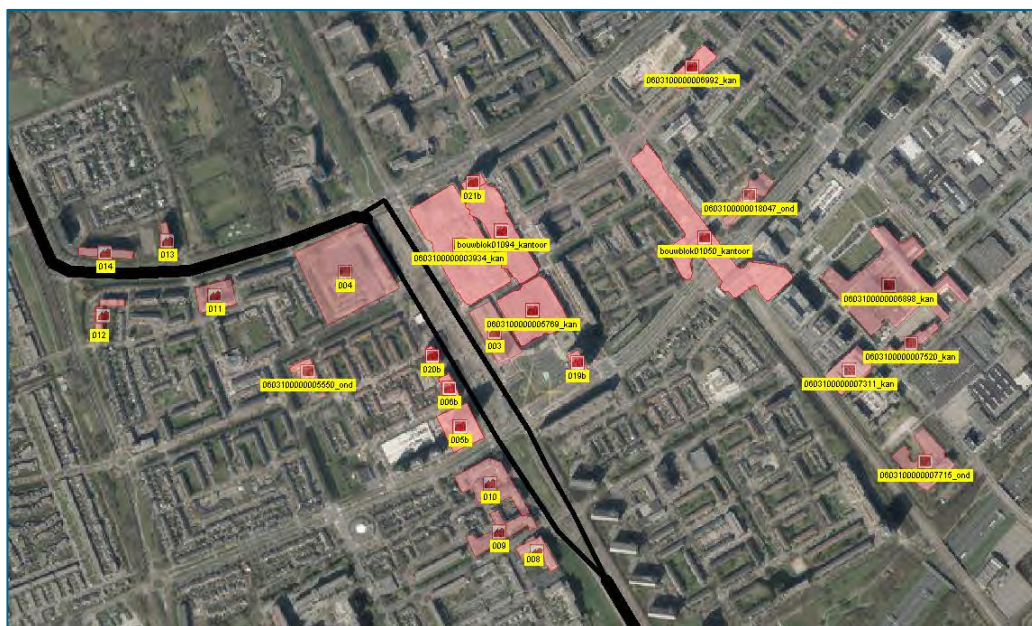 0603100000006992_kan
021b
0603100000018047_ond
bouwblok01094_kantoor
bouwblok01050_kantoor
0603100000003934_kan
013
014
004
0603100000006898_kan
011
012
0603100000005769_kan
003
0603100000007520_kan
020b
019b
0603100000005550_ond
0603100000007311_kan
006b
005b
0603100000007715_ond
010
009
008